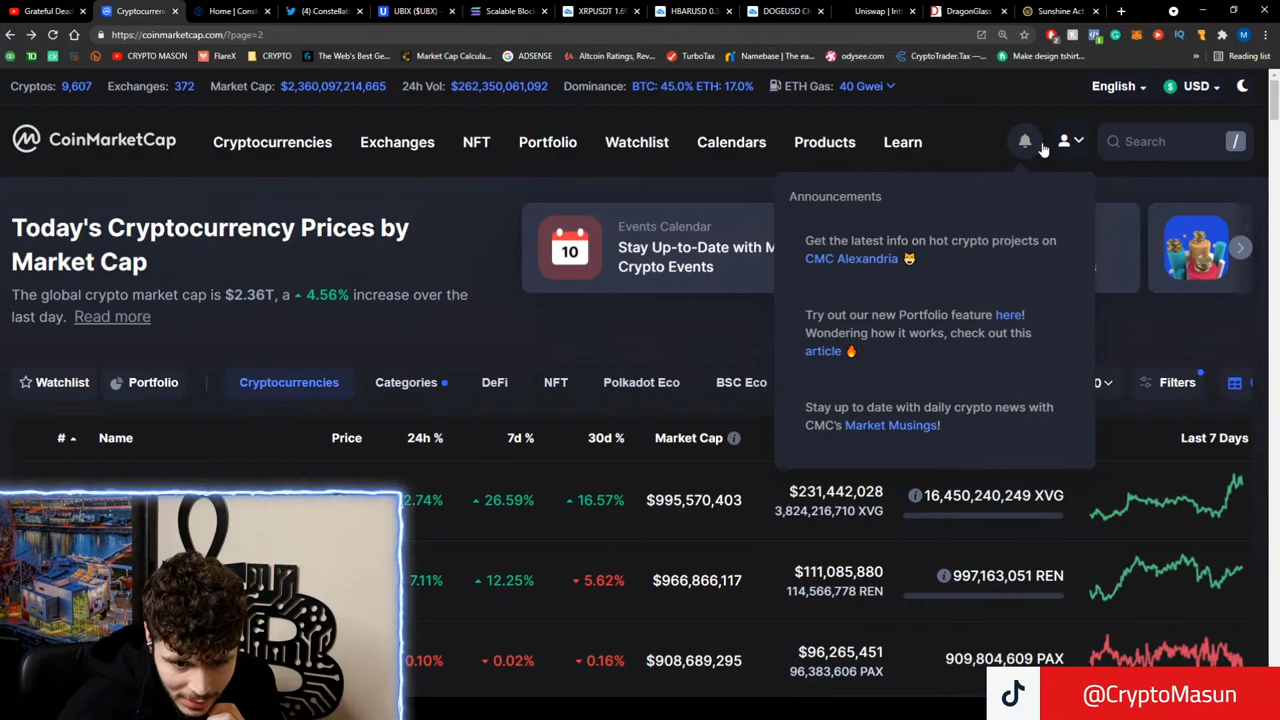 Grateful Dead
Cryptocurrenc
Home | Const
(4) Constellati
UBIX ($UBX)
Scalable Block
XRPUSDT 1.69
HBARUSD 0.3
DOGEUSD Ch
Uniswap | Int
DragonGlass
Sunshine Act
https://coinmarketcap.com/?page=2
CRYPTO MASON
FlareX
CRYPTO
The Web's Best Ge...
Market Cap Calcula...
ADSENSE
Altcoin Ratings, Rev...
TurboTax
Namebase | The ea...
odysee.com
CryptoTrader.Tax
Make design tshirt...
»
Reading list
Cryptos: 9,607 Exchanges: 372 Market Cap: $2,360,097,214,665 24h Vol: $262,350,061,092 Dominance: BTC: 45.0% ETH: 17.0% ETH Gas: 40 Gwei
English
USD
CoinMarketCap
Cryptocurrencies Exchanges NFT Portfolio Watchlist Calendars Products Learn
Search /
Announcements
Get the latest info on hot crypto projects on
CMC Alexandria 😸
Try out our new Portfolio feature here!
Wondering how it works, check out this
article 🔥
Stay up to date with daily crypto news with
CMC's Market Musings!
Today's Cryptocurrency Prices by
Market Cap
The global crypto market cap is $2.36T, a 4.56% increase over the
last day. Read more
10
Events Calendar
Stay Up-to-Date with M
Crypto Events
Watchlist Portfolio Cryptocurrencies Categories DeFi NFT Polkadot Eco BSC Eco
0
Filters
# Name Price 24h % 7d % 30d % Market Cap
Last 7 Days
2.74% 26.59% 16.57% $995,570,403 $231,442,028 16,450,240,249 XVG
3,824,216,710 XVG
7.11% 12.25% 5.62% $966,866,117 $111,085,880 997,163,051 REN
114,566,778 REN
0.10% 0.02% 0.16% $908,689,295 $96,265,451 909,804,609 PAX
96,383,606 PAX
B
@CryptoMasun